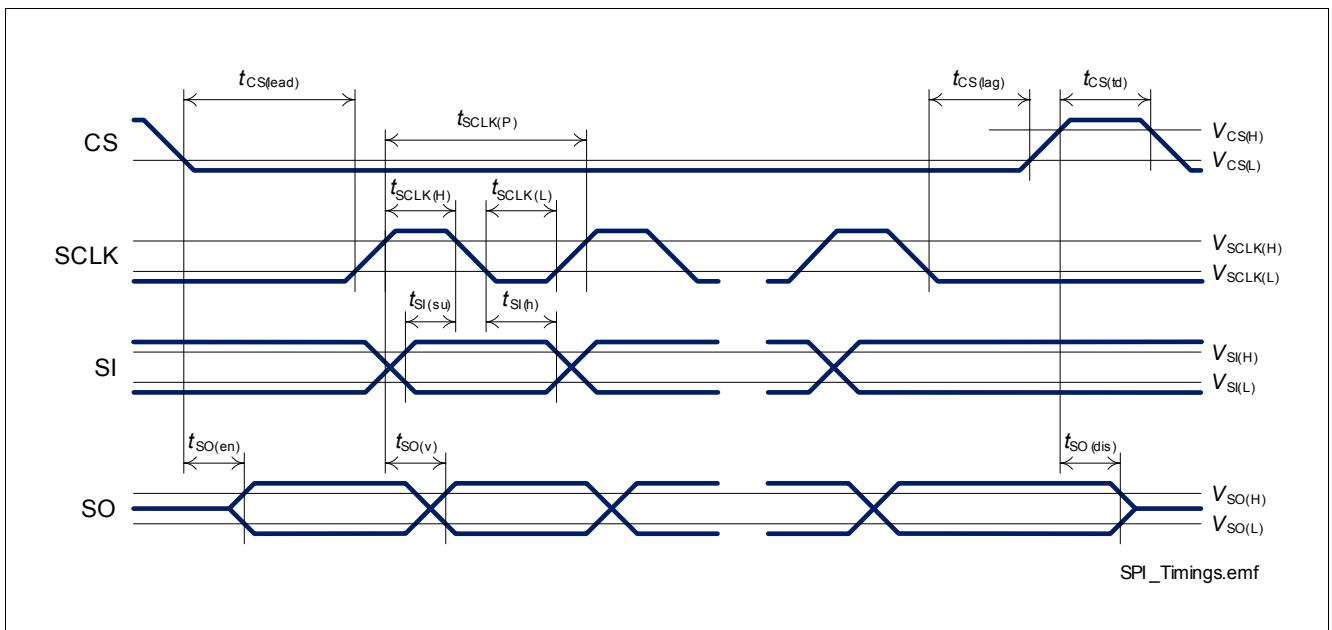 tCS(lead)
tCS(lag)
tCS(td)
tSCLK(P)
CS
VCS(H)
VCS(L)
tSCLK(H)
tSCLK(L)
SCLK
VSCLK(H)
VSCLK(L)
tSI(su)
tSI(h)
SI
VSI(H)
VSI(L)
tSO(en)
tSO(v)
tSO(dis)
SO
VSO(H)
VSO(L)
SPI_Timings.emf